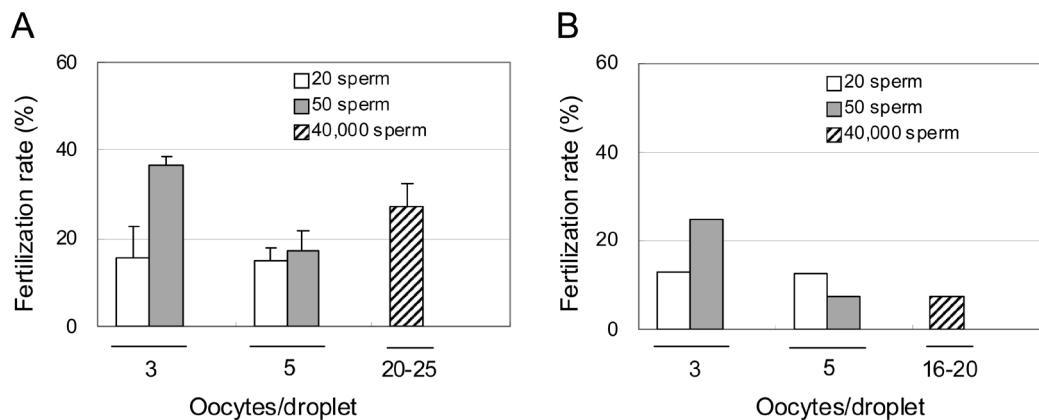 A
Fertilization rate (%)
60
40
20
0
20 sperm
50 sperm
40,000 sperm
3
5
20-25
Oocytes/droplet
B
Fertilization rate (%)
60
40
20
0
20 sperm
50 sperm
40,000 sperm
3
5
16-20
Oocytes/droplet